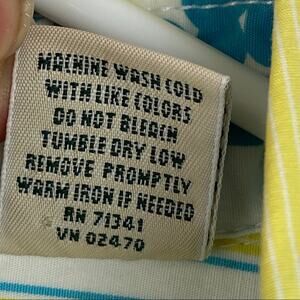 MACHINE WASH COLD
WITH LIKE COLORS
DO NOT BLEACH
TUMBLE DRY LOW
REMOVE PROMPTLY
WARM IRON IF NEEDED
RN 71341
VN 02470